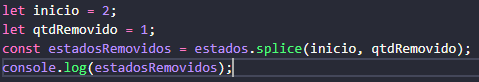 let inicio = 2;
let qtdRemovido = 1;
const estadosRemovidos = estados.splice(inicio, qtdRemovido);
console.log(estadosRemovidos);